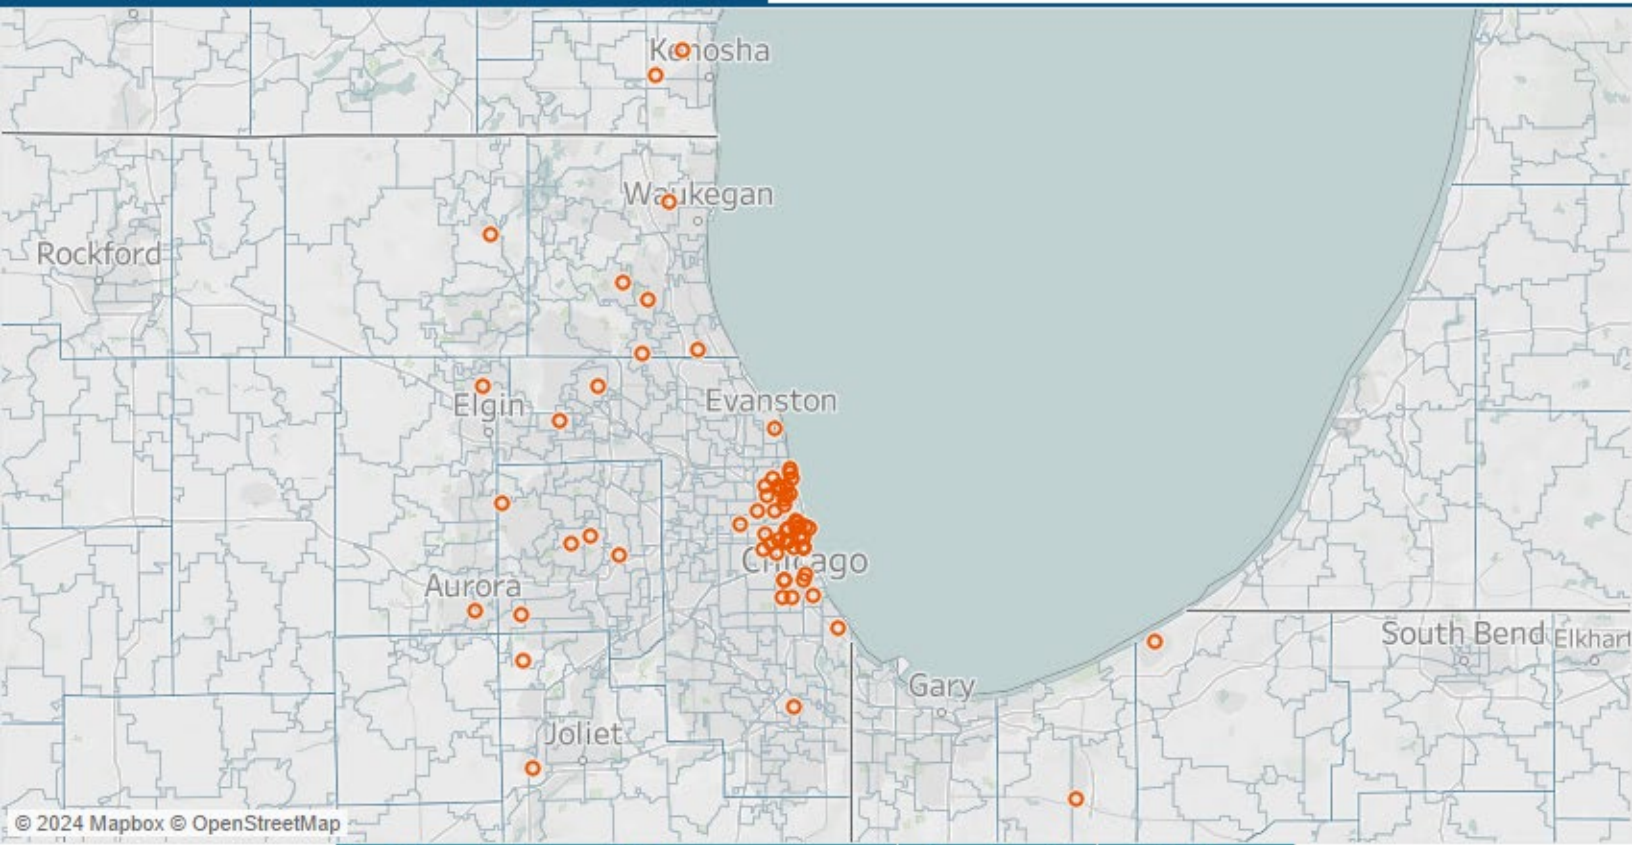 Kenosha
Waukegan
Rockford
Evanston
Elgin
Chicago
Aurora
South Bend
Elkhart
Gary
Joliet
© 2024 Mapbox © OpenStreetMap